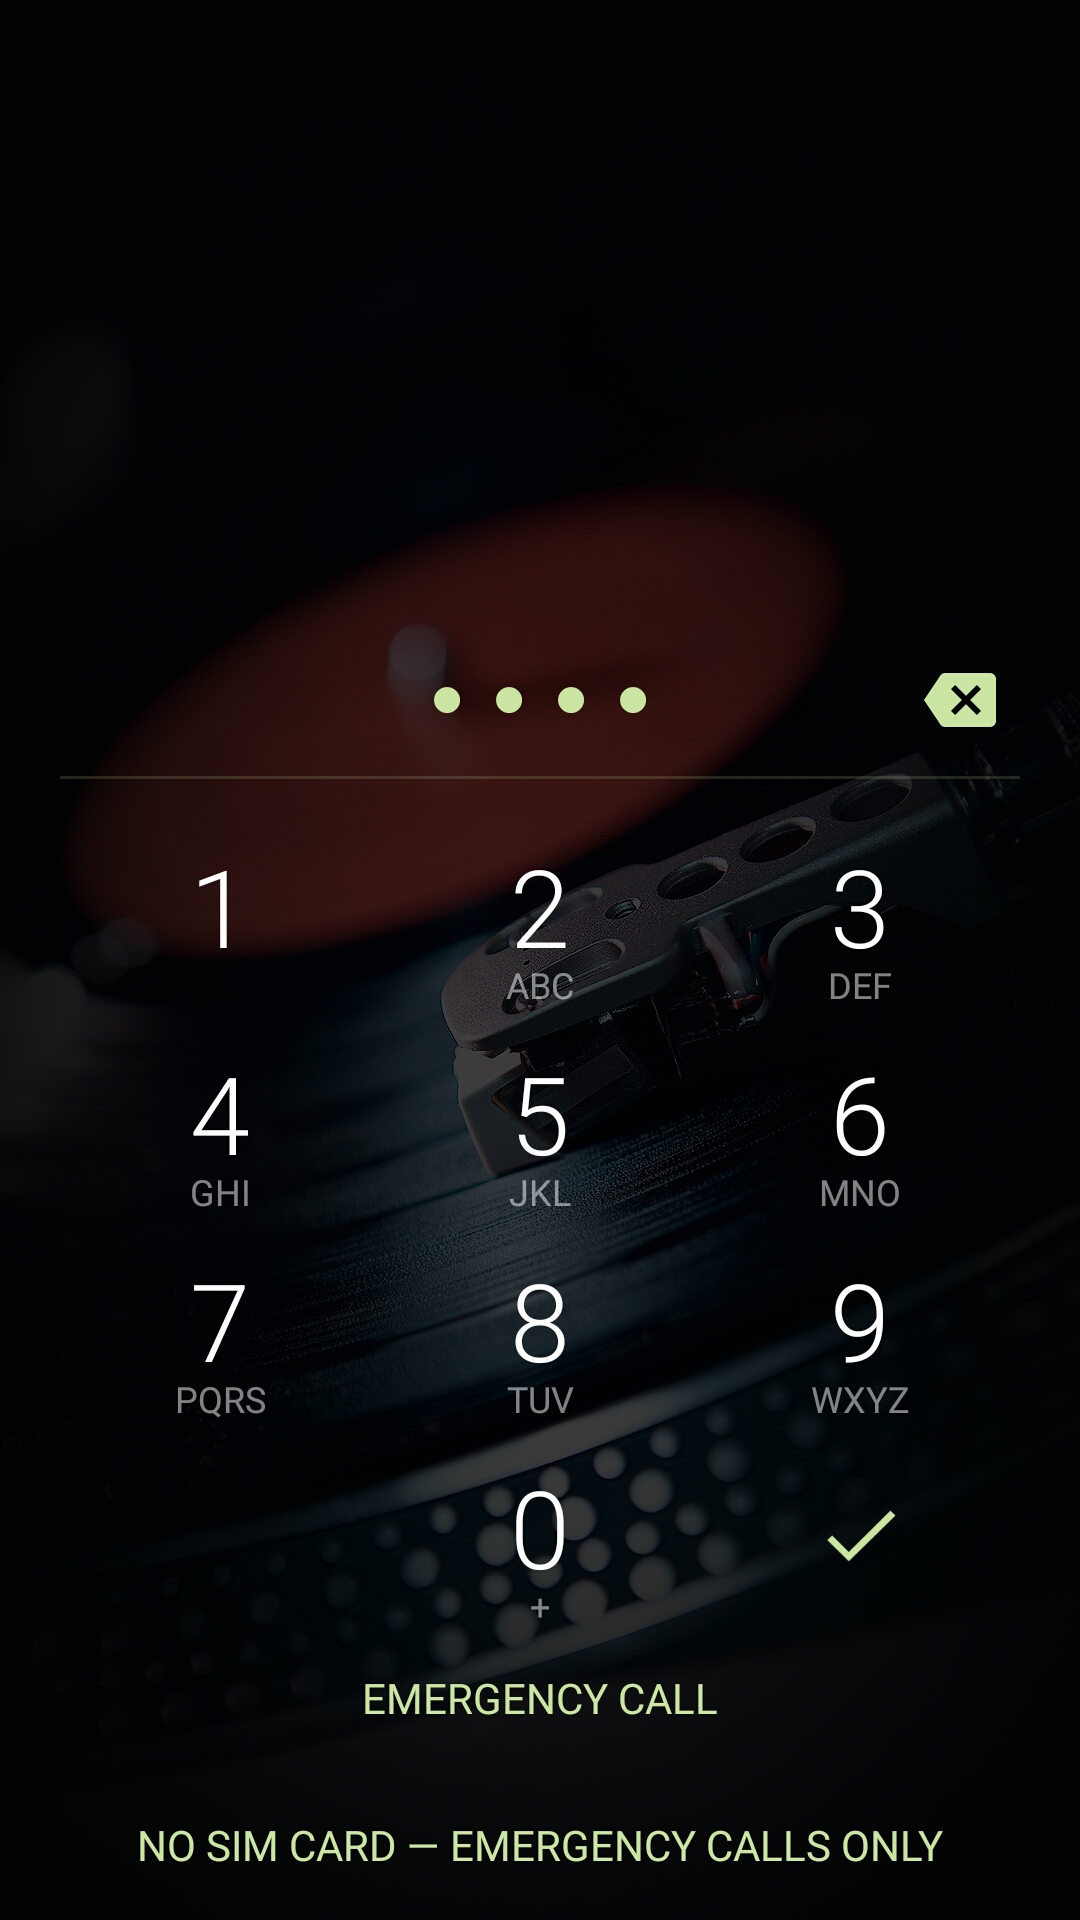 1 2 3
ABC DEF
4 5 6
GHI JKL MNO
7 8 9
PQRS TUV WXYZ
0
+
EMERGENCY CALL
NO SIM CARD — EMERGENCY CALLS ONLY